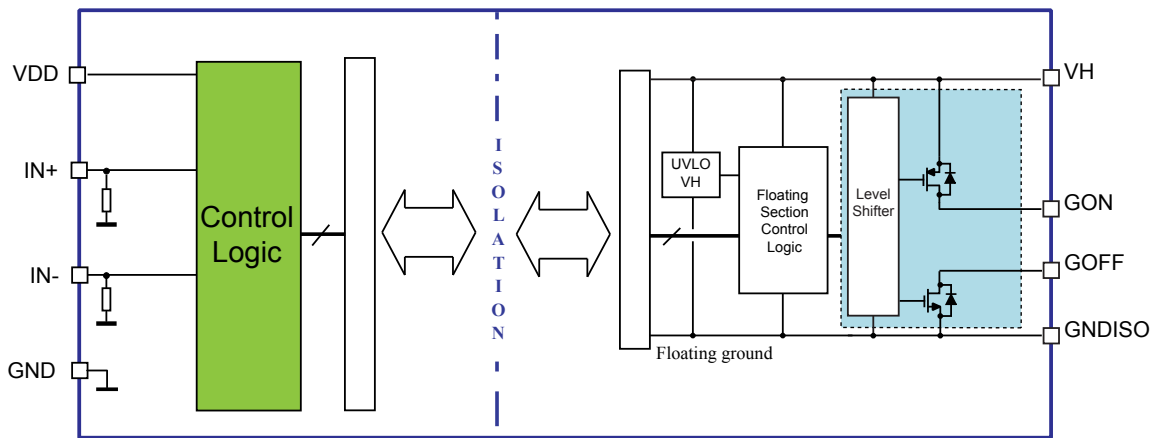 VDD
IN+
IN-
GND
Control
Logic
ISOLATION
UVLO
VH
Floating
Section
Control
Logic
Level
Shifter
Floating ground
VH
GON
GOFF
GNDISO